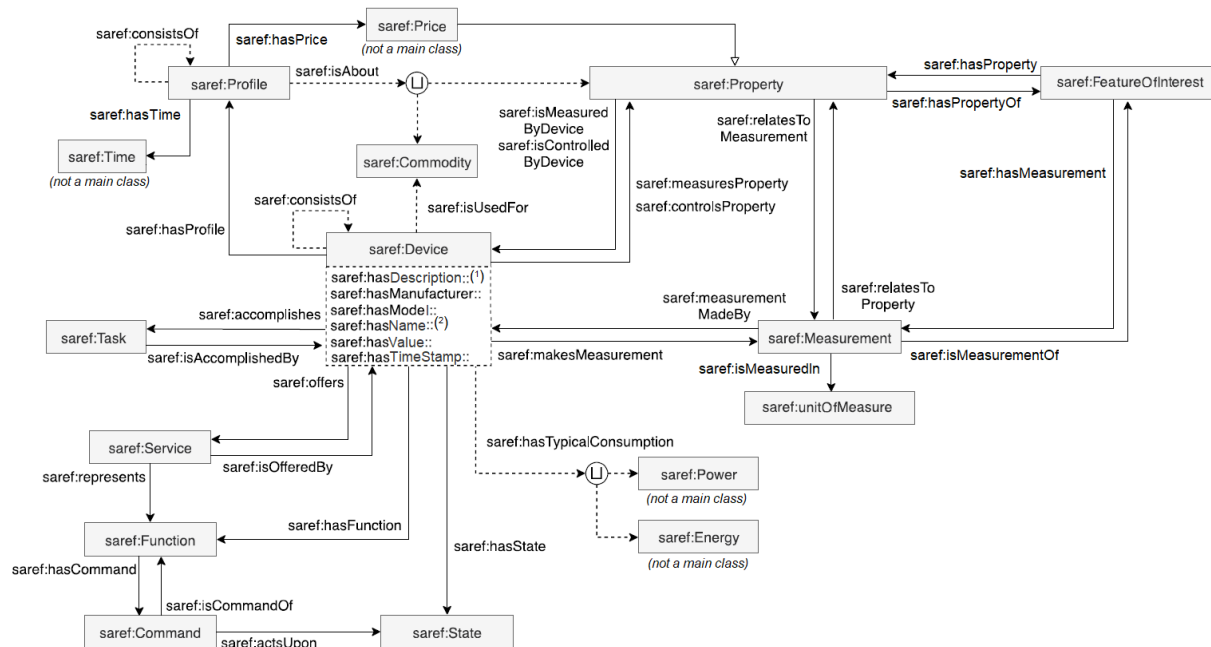 saref:Price
(not a main class)
saref:consistsOf
saref:hasPrice
saref:Profile
saref:isAbout
⊔
saref:Property
saref:hasProperty
saref:FeatureOfInterest
saref:hasPropertyOf
saref:hasTime
saref:isMeasured
ByDevice
saref:isControlled
ByDevice
saref:relatesTo
Measurement
saref:Time
(not a main class)
saref:Commodity
saref:hasMeasurement
saref:measuresProperty
saref:controlsProperty
saref:consistsOf
saref:isUsedFor
saref:hasProfile
saref:Device
saref:hasDescription::(1)
saref:hasManufacturer::
saref:hasModel::
saref:hasName::(2)
saref:hasValue::
saref:hasTimeStamp::
saref:relatesTo
Property
saref:measurement
MadeBy
saref:accomplishes
saref:Task
saref:isAccomplishedBy
saref:makesMeasurement
saref:Measurement
saref:isMeasurementOf
saref:isMeasuredIn
saref:unitOfMeasure
saref:offers
saref:Service
saref:isOfferedBy
saref:represents
saref:hasTypicalConsumption
⊔
saref:Power
(not a main class)
saref:hasFunction
saref:Function
saref:hasState
saref:Energy
(not a main class)
saref:hasCommand
saref:isCommandOf
saref:Command
saref:actsUpon
saref:State